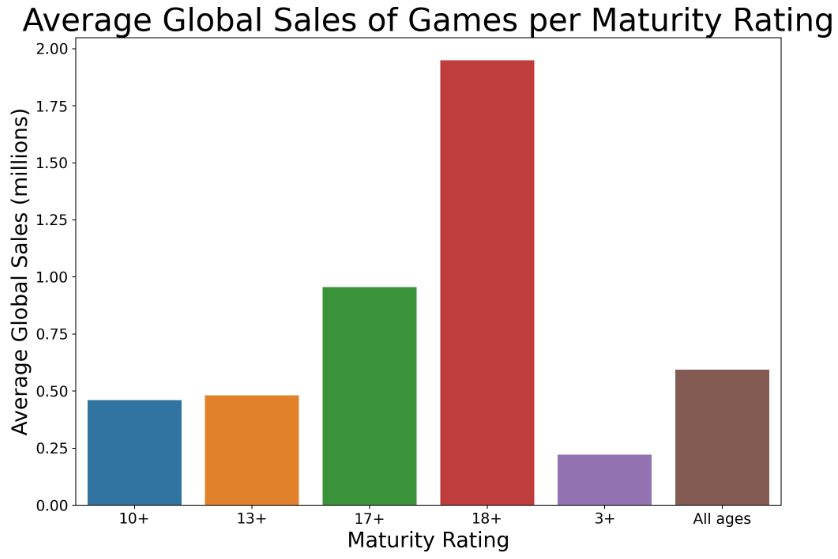 Average Global Sales of Games per Maturity Rating
Average Global Sales (millions)
2.00
1.75
1.50
1.25
1.00
0.75
0.50
0.25
0.00
10+ 13+ 17+ 18+ 3+ All ages
Maturity Rating